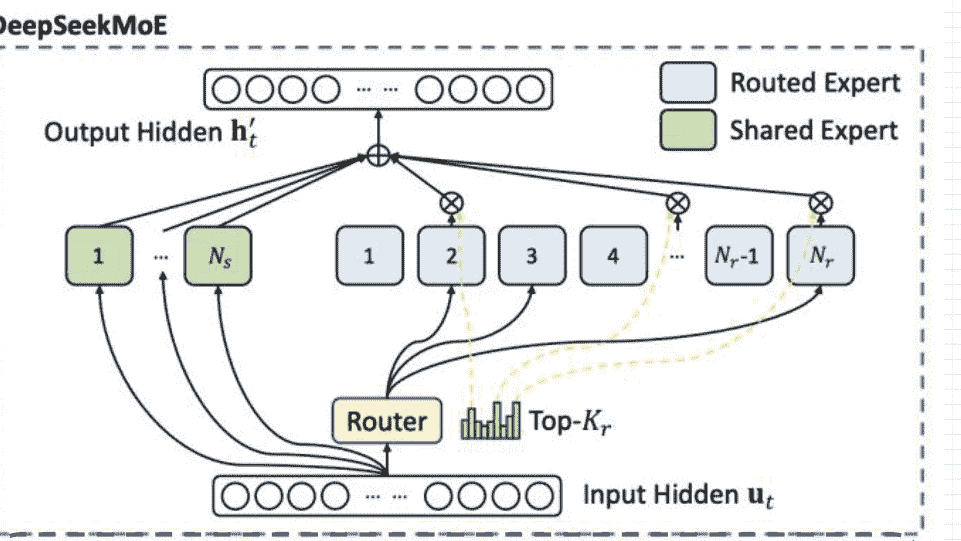 DeepSeekMoE
Routed Expert
Shared Expert
Output Hidden h′ₜ
1 ... Nₛ 1 2 3 4 ... Nᵣ-1 Nᵣ
Router
Top-Kᵣ
Input Hidden uₜ